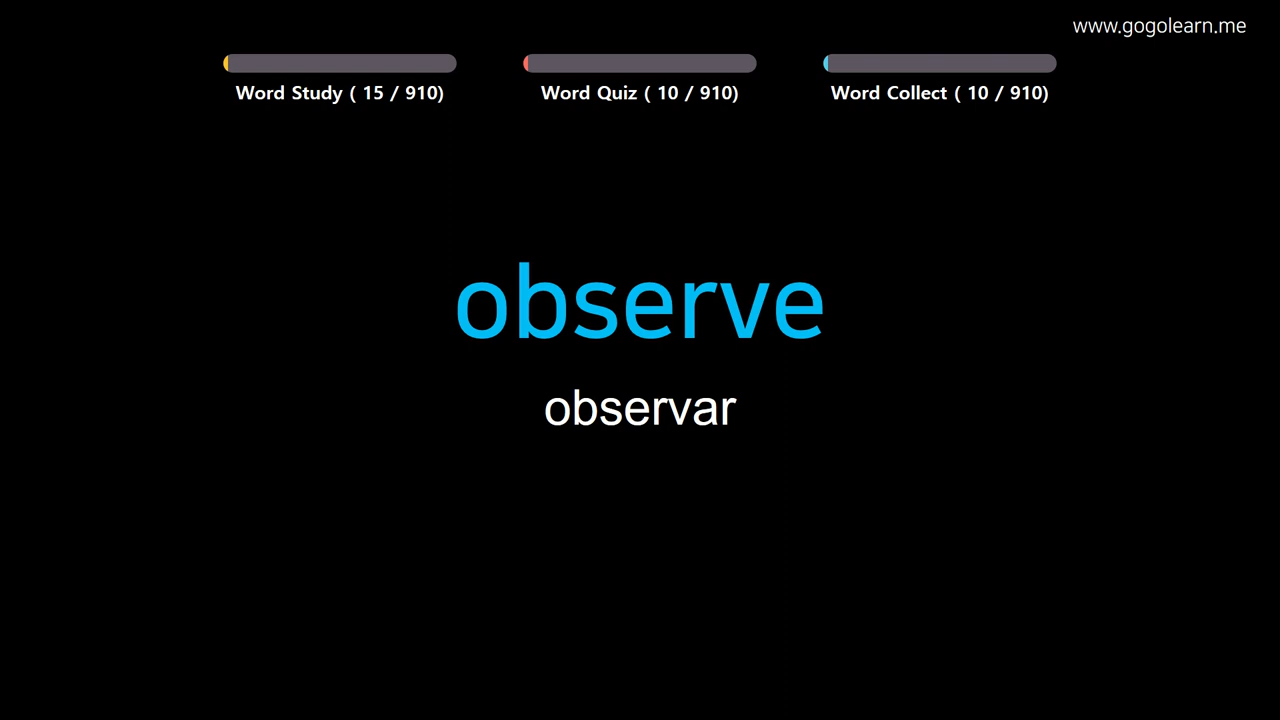 www.gogolearn.me
Word Study ( 15 / 910)
Word Quiz ( 10 / 910)
Word Collect ( 10 / 910)
observe
observar